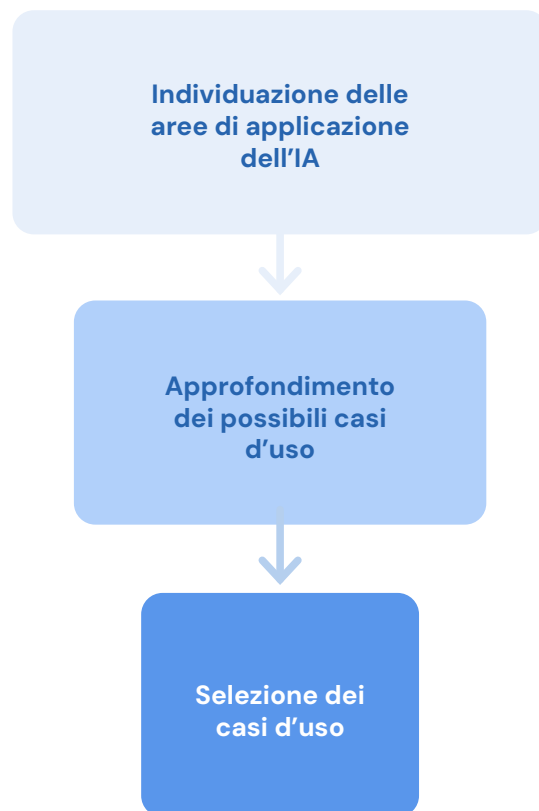 Individuazione delle
aree di applicazione
dell’IA
Approfondimento
dei possibili casi
d’uso
Selezione dei
casi d’uso